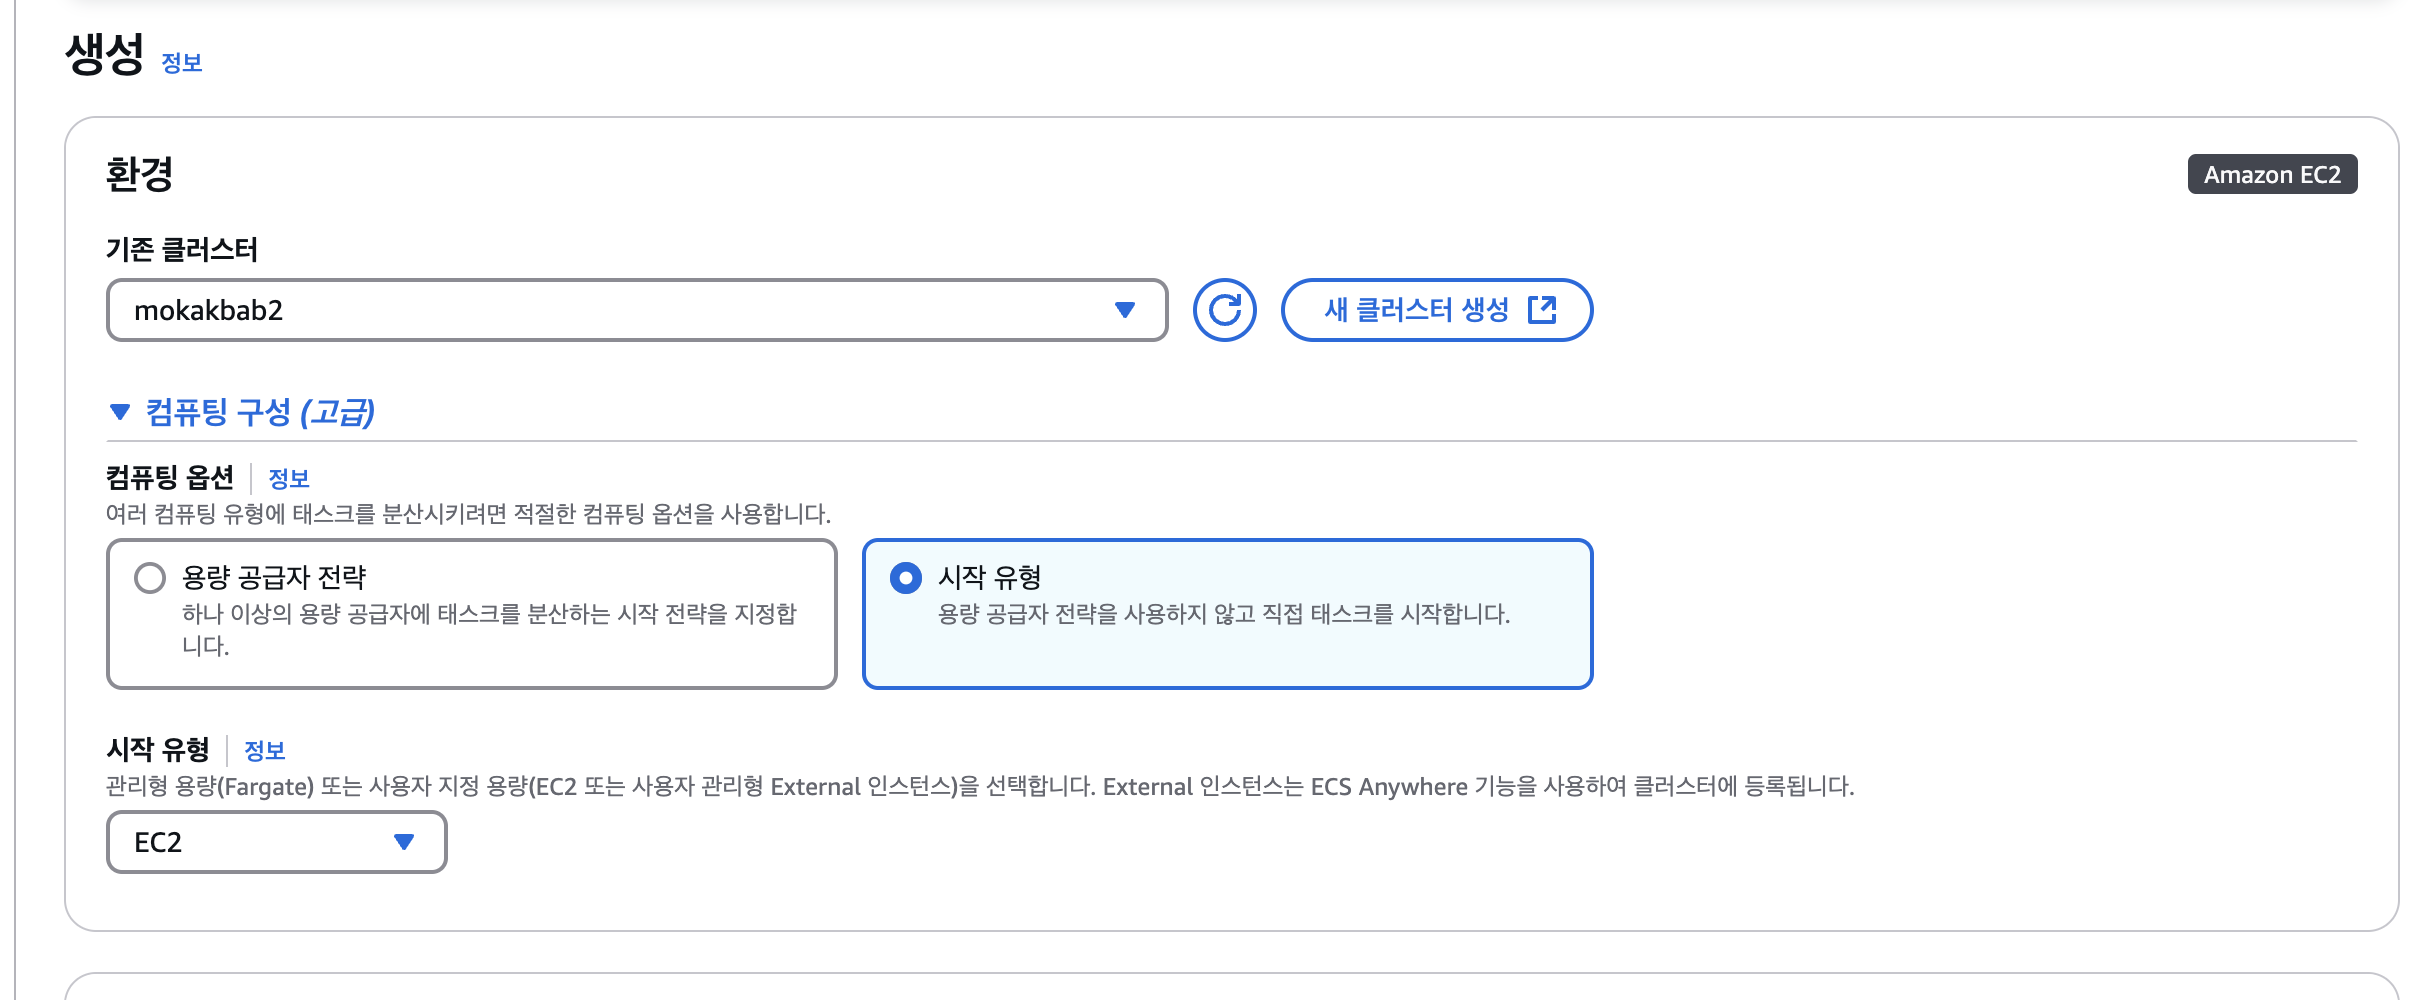 생성 정보
환경
Amazon EC2
기존 클러스터
mokakbab2
새 클러스터 생성
컴퓨팅 구성 (고급)
컴퓨팅 옵션 정보
여러 컴퓨팅 유형에 태스크를 분산시키려면 적절한 컴퓨팅 옵션을 사용합니다.
용량 공급자 전략
하나 이상의 용량 공급자에 태스크를 분산하는 시작 전략을 지정합
니다.
시작 유형
용량 공급자 전략을 사용하지 않고 직접 태스크를 시작합니다.
시작 유형 정보
관리형 용량(Fargate) 또는 사용자 지정 용량(EC2 또는 사용자 관리형 External 인스턴스)을 선택합니다. External 인스턴스는 ECS Anywhere 기능을 사용하여 클러스터에 등록됩니다.
EC2